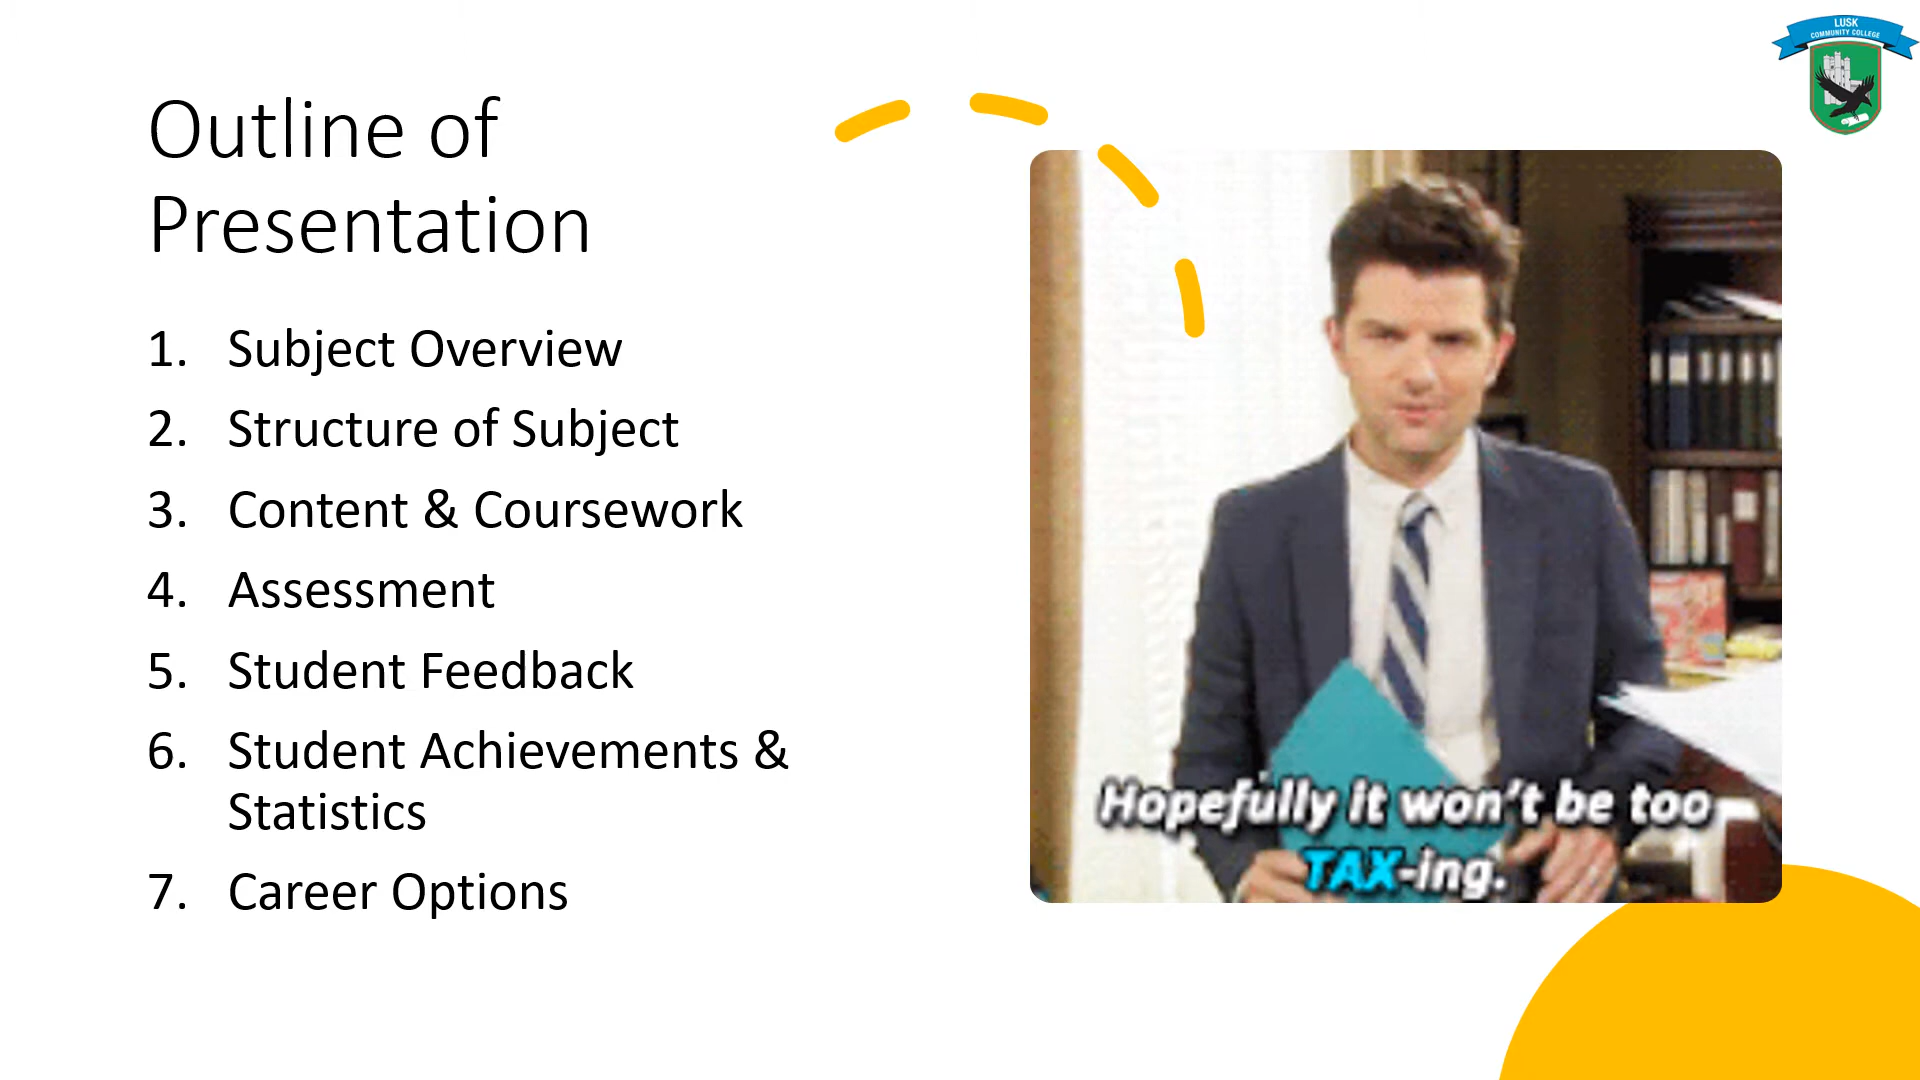 LUSK
COMMUNITY COLLEGE
Outline of
Presentation
1. Subject Overview
2. Structure of Subject
3. Content & Coursework
4. Assessment
5. Student Feedback
6. Student Achievements &
Statistics
7. Career Options
Hopefully it won't be too
TAX-ing.